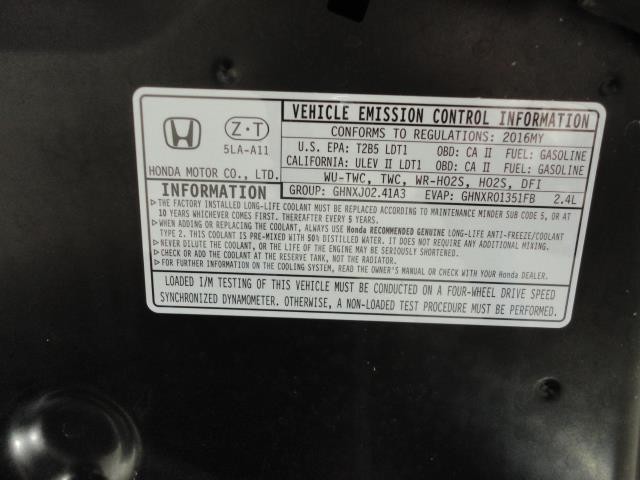 VEHICLE EMISSION CONTROL INFORMATION
CONFORMS TO REGULATIONS: 2016MY
Z·T
5LA-A11
HONDA MOTOR CO., LTD.
U.S. EPA: T2B5 LDT1 OBD: CA II FUEL: GASOLINE
CALIFORNIA: ULEV II LDT1 OBD: CA II FUEL: GASOLINE
WU-TWC, TWC, WR-HO2S, HO2S, DFI
GROUP: GHNXJ02.41A3 EVAP: GHNXR01351FB 2.4L
INFORMATION
▷THE FACTORY INSTALLED LONG-LIFE COOLANT MUST BE REPLACED ACCORDING TO MAINTENANCE MINDER SUB CODE 5, OR AT
10 YEARS WHICHEVER COMES FIRST. THEREAFTER EVERY 5 YEARS.
▷WHEN ADDING OR REPLACING THE COOLANT, ALWAYS USE Honda RECOMMENDED GENUINE LONG-LIFE ANTI-FREEZE/COOLANT
TYPE 2. THIS COOLANT IS PRE-MIXED WITH 50% DISTILLED WATER. IT DOES NOT REQUIRE ANY ADDITIONAL MIXING.
▷NEVER DILUTE THE COOLANT, OR THE ENGINE MAY BE SERIOUSLY SHORTENED.
▷CHECK OR ADD THE COOLANT AT THE RESERVE TANK, NOT THE RADIATOR.
▷FOR FURTHER INFORMATION ON THE COOLING SYSTEM, READ THE OWNER'S MANUAL OR CHECK WITH YOUR Honda DEALER.
LOADED I/M TESTING OF THIS VEHICLE MUST BE CONDUCTED ON A FOUR-WHEEL DRIVE SPEED
SYNCHRONIZED DYNAMOMETER. OTHERWISE, A NON-LOADED TEST PROCEDURE MUST BE PERFORMED.